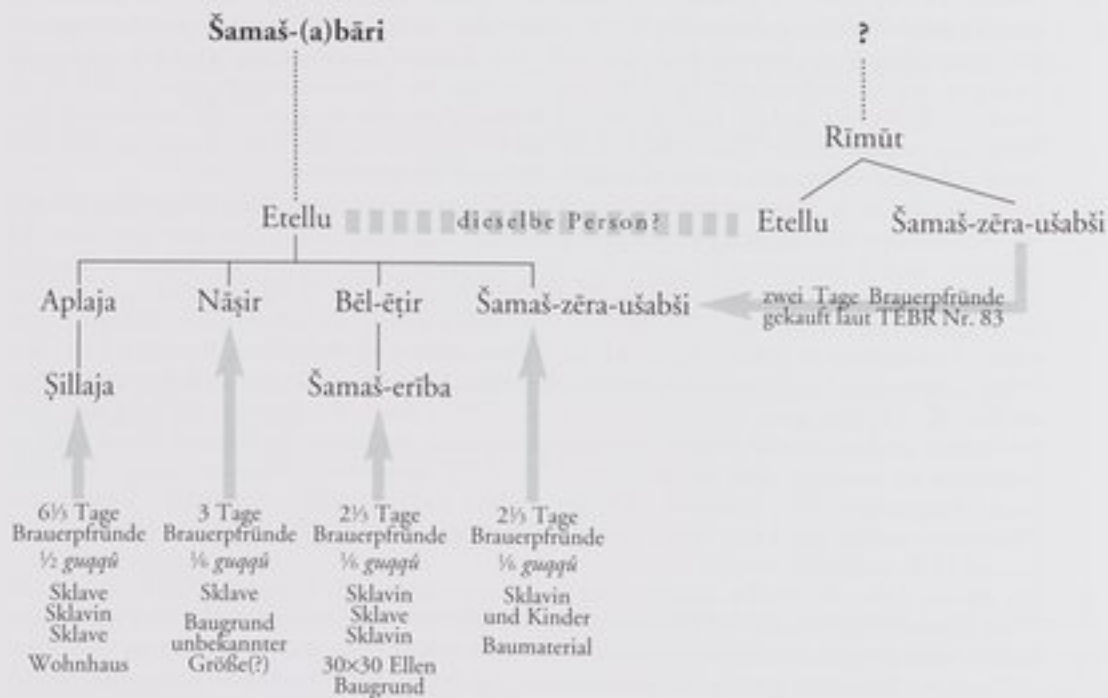 Šamaš-(a)bāri ?
Rīmūt
Etellu dieselbe Person? Etellu Šamaš-zēra-ušabši
Aplaja Nāṣir Bēl-ēṭir Šamaš-zēra-ušabši
zwei Tage Brauerpfründe
gekauft laut TÉBR Nr. 83
Ṣillaja Šamaš-erība
6⅓ Tage
Brauerpfründe
½ guqqû
Sklave
Sklavin
Sklave
Wohnhaus
3 Tage
Brauerpfründe
⅙ guqqû
Sklave
Baugrund
unbekannter
Größe(?)
2⅓ Tage
Brauerpfründe
⅙ guqqû
Sklavin
Sklave
Sklavin
30×30 Ellen
Baugrund
2⅓ Tage
Brauerpfründe
⅙ guqqû
Sklavin
und Kinder
Baumaterial